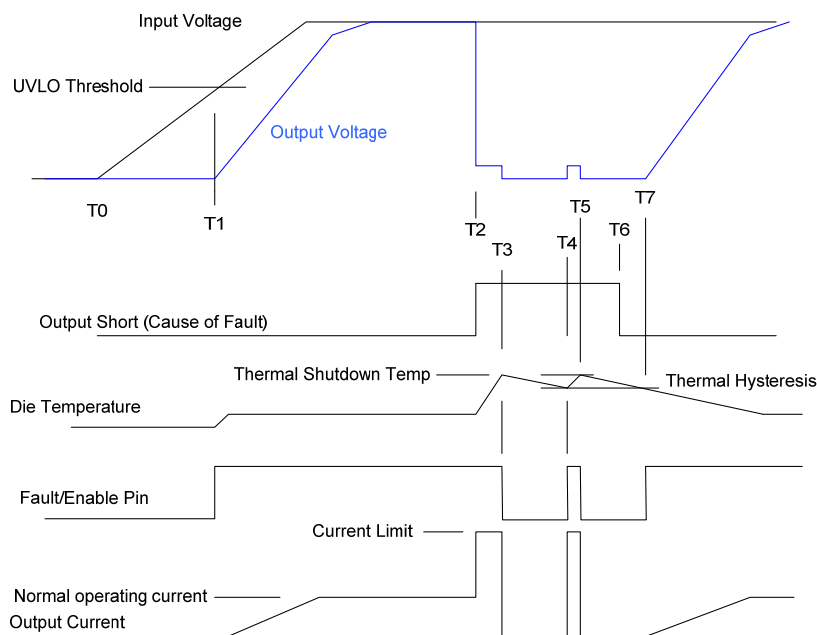 Input Voltage
UVLO Threshold
Output Voltage
T0
T1
T2
T3
T4
T5
T6
T7
Output Short (Cause of Fault)
Thermal Shutdown Temp
Thermal Hysteresis
Die Temperature
Fault/Enable Pin
Current Limit
Normal operating current
Output Current